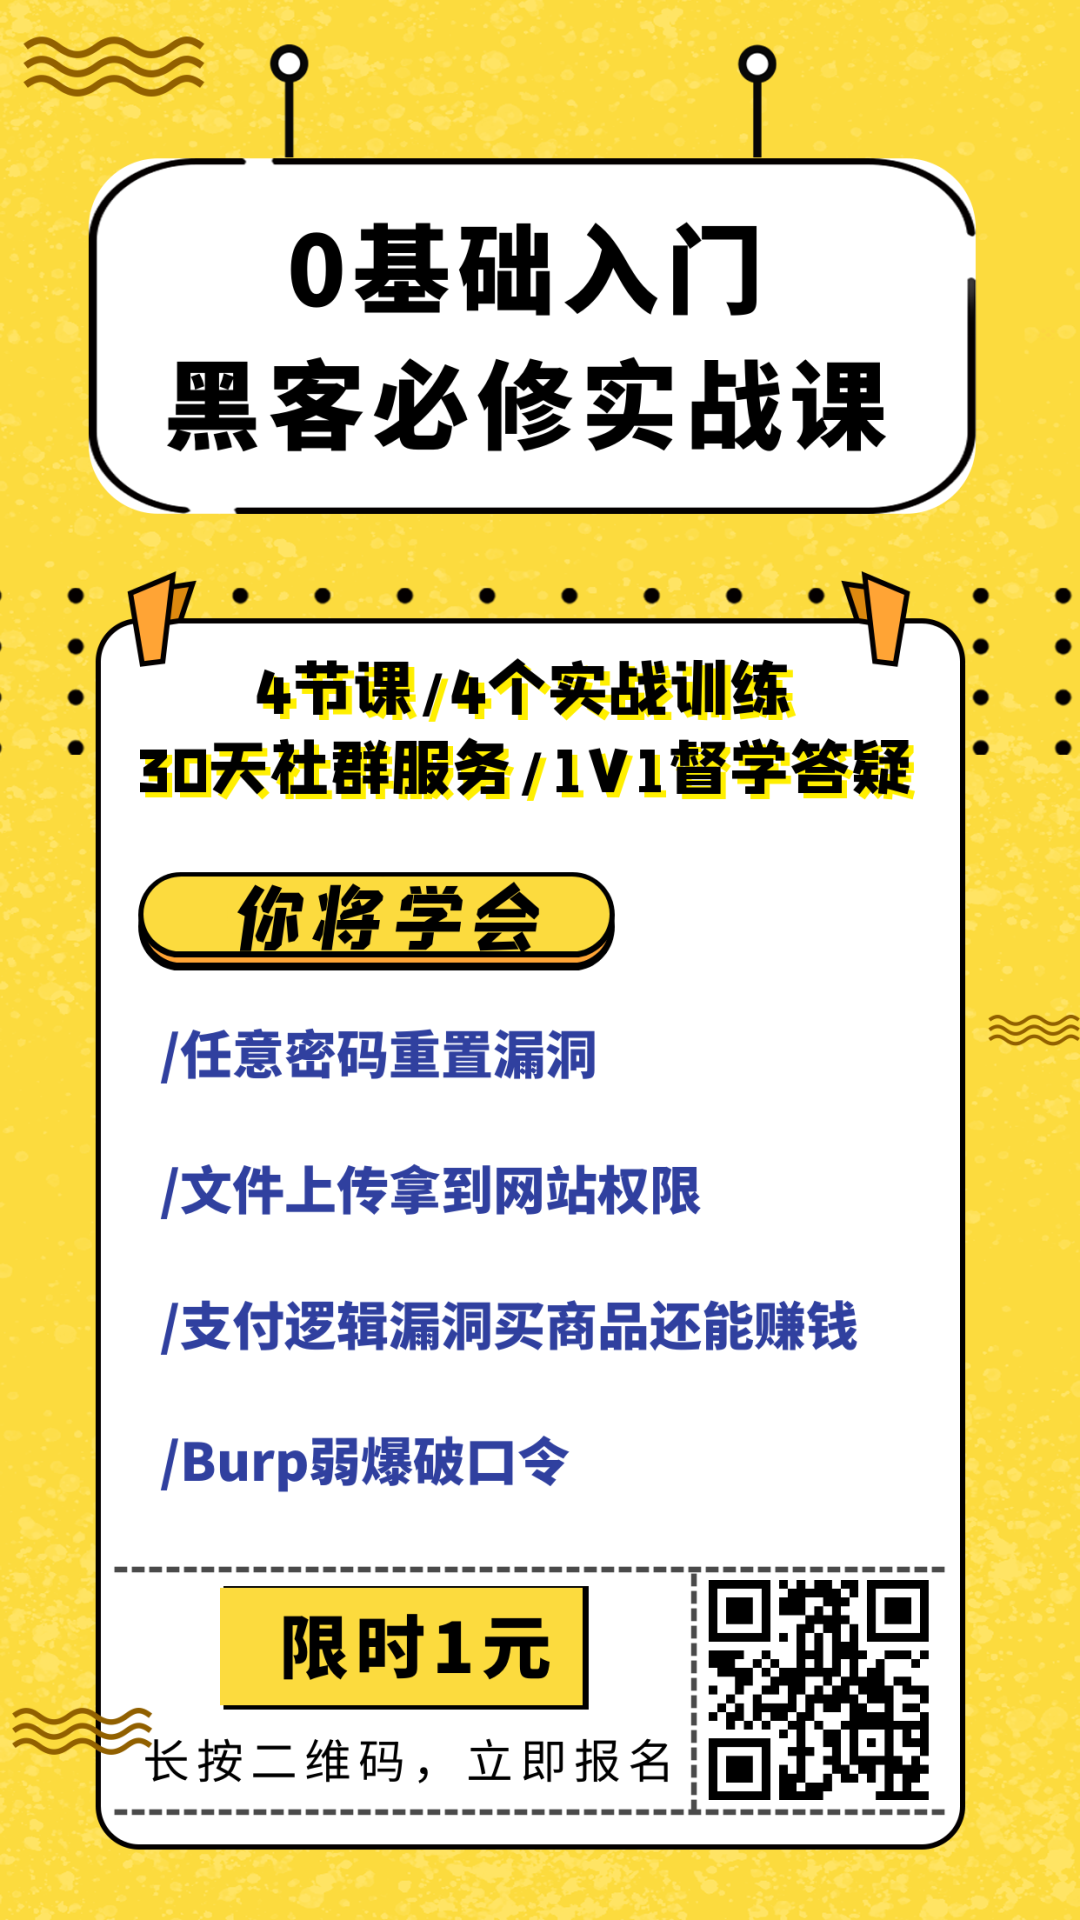 0基础入门
黑客必修实战课
4节课/4个实战训练
30天社群服务/1V1督学答疑
你将学会
/任意密码重置漏洞
/文件上传拿到网站权限
/支付逻辑漏洞买商品还能赚钱
/Burp弱爆破口令
限时1元
长按二维码，立即报名